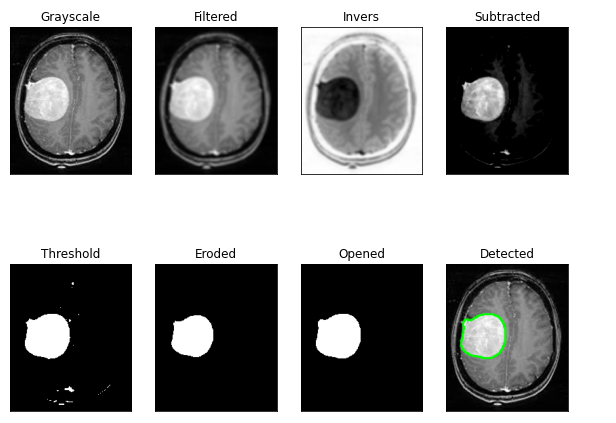 Grayscale
Filtered
Invers
Subtracted
Threshold
Eroded
Opened
Detected